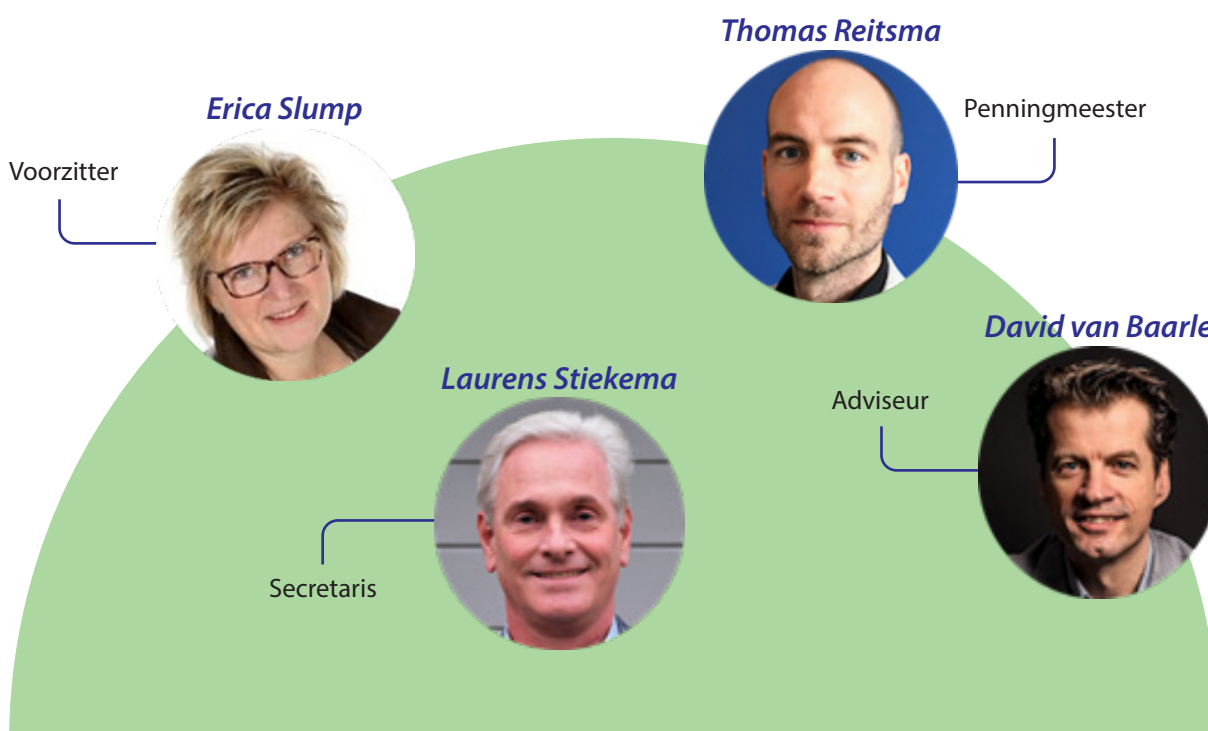 Thomas Reitsma
Penningmeester
Erica Slump
Voorzitter
David van Baarle
Laurens Stiekema
Adviseur
Secretaris